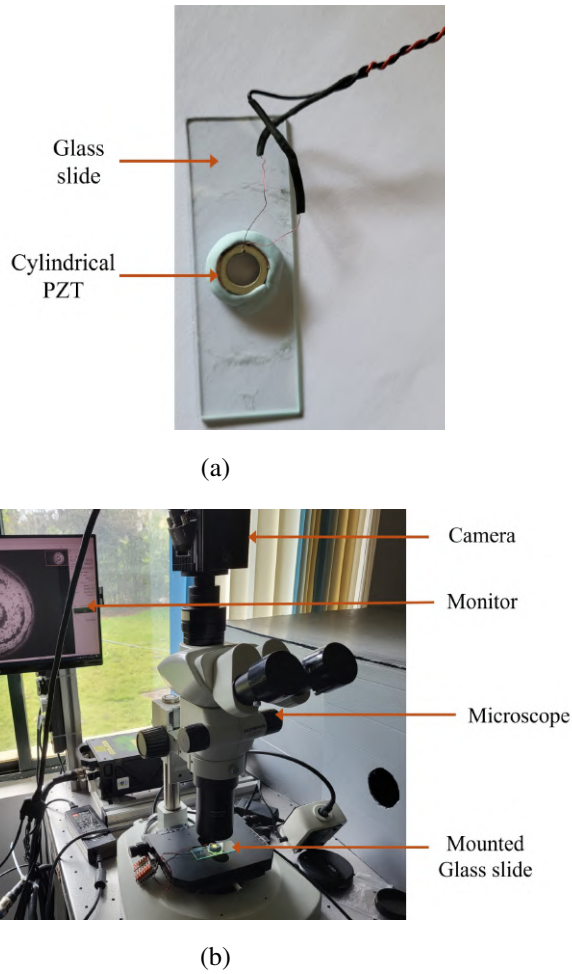 Glass
slide
Cylindrical
PZT
(a)
Camera
Monitor
Microscope
Mounted
Glass slide
(b)